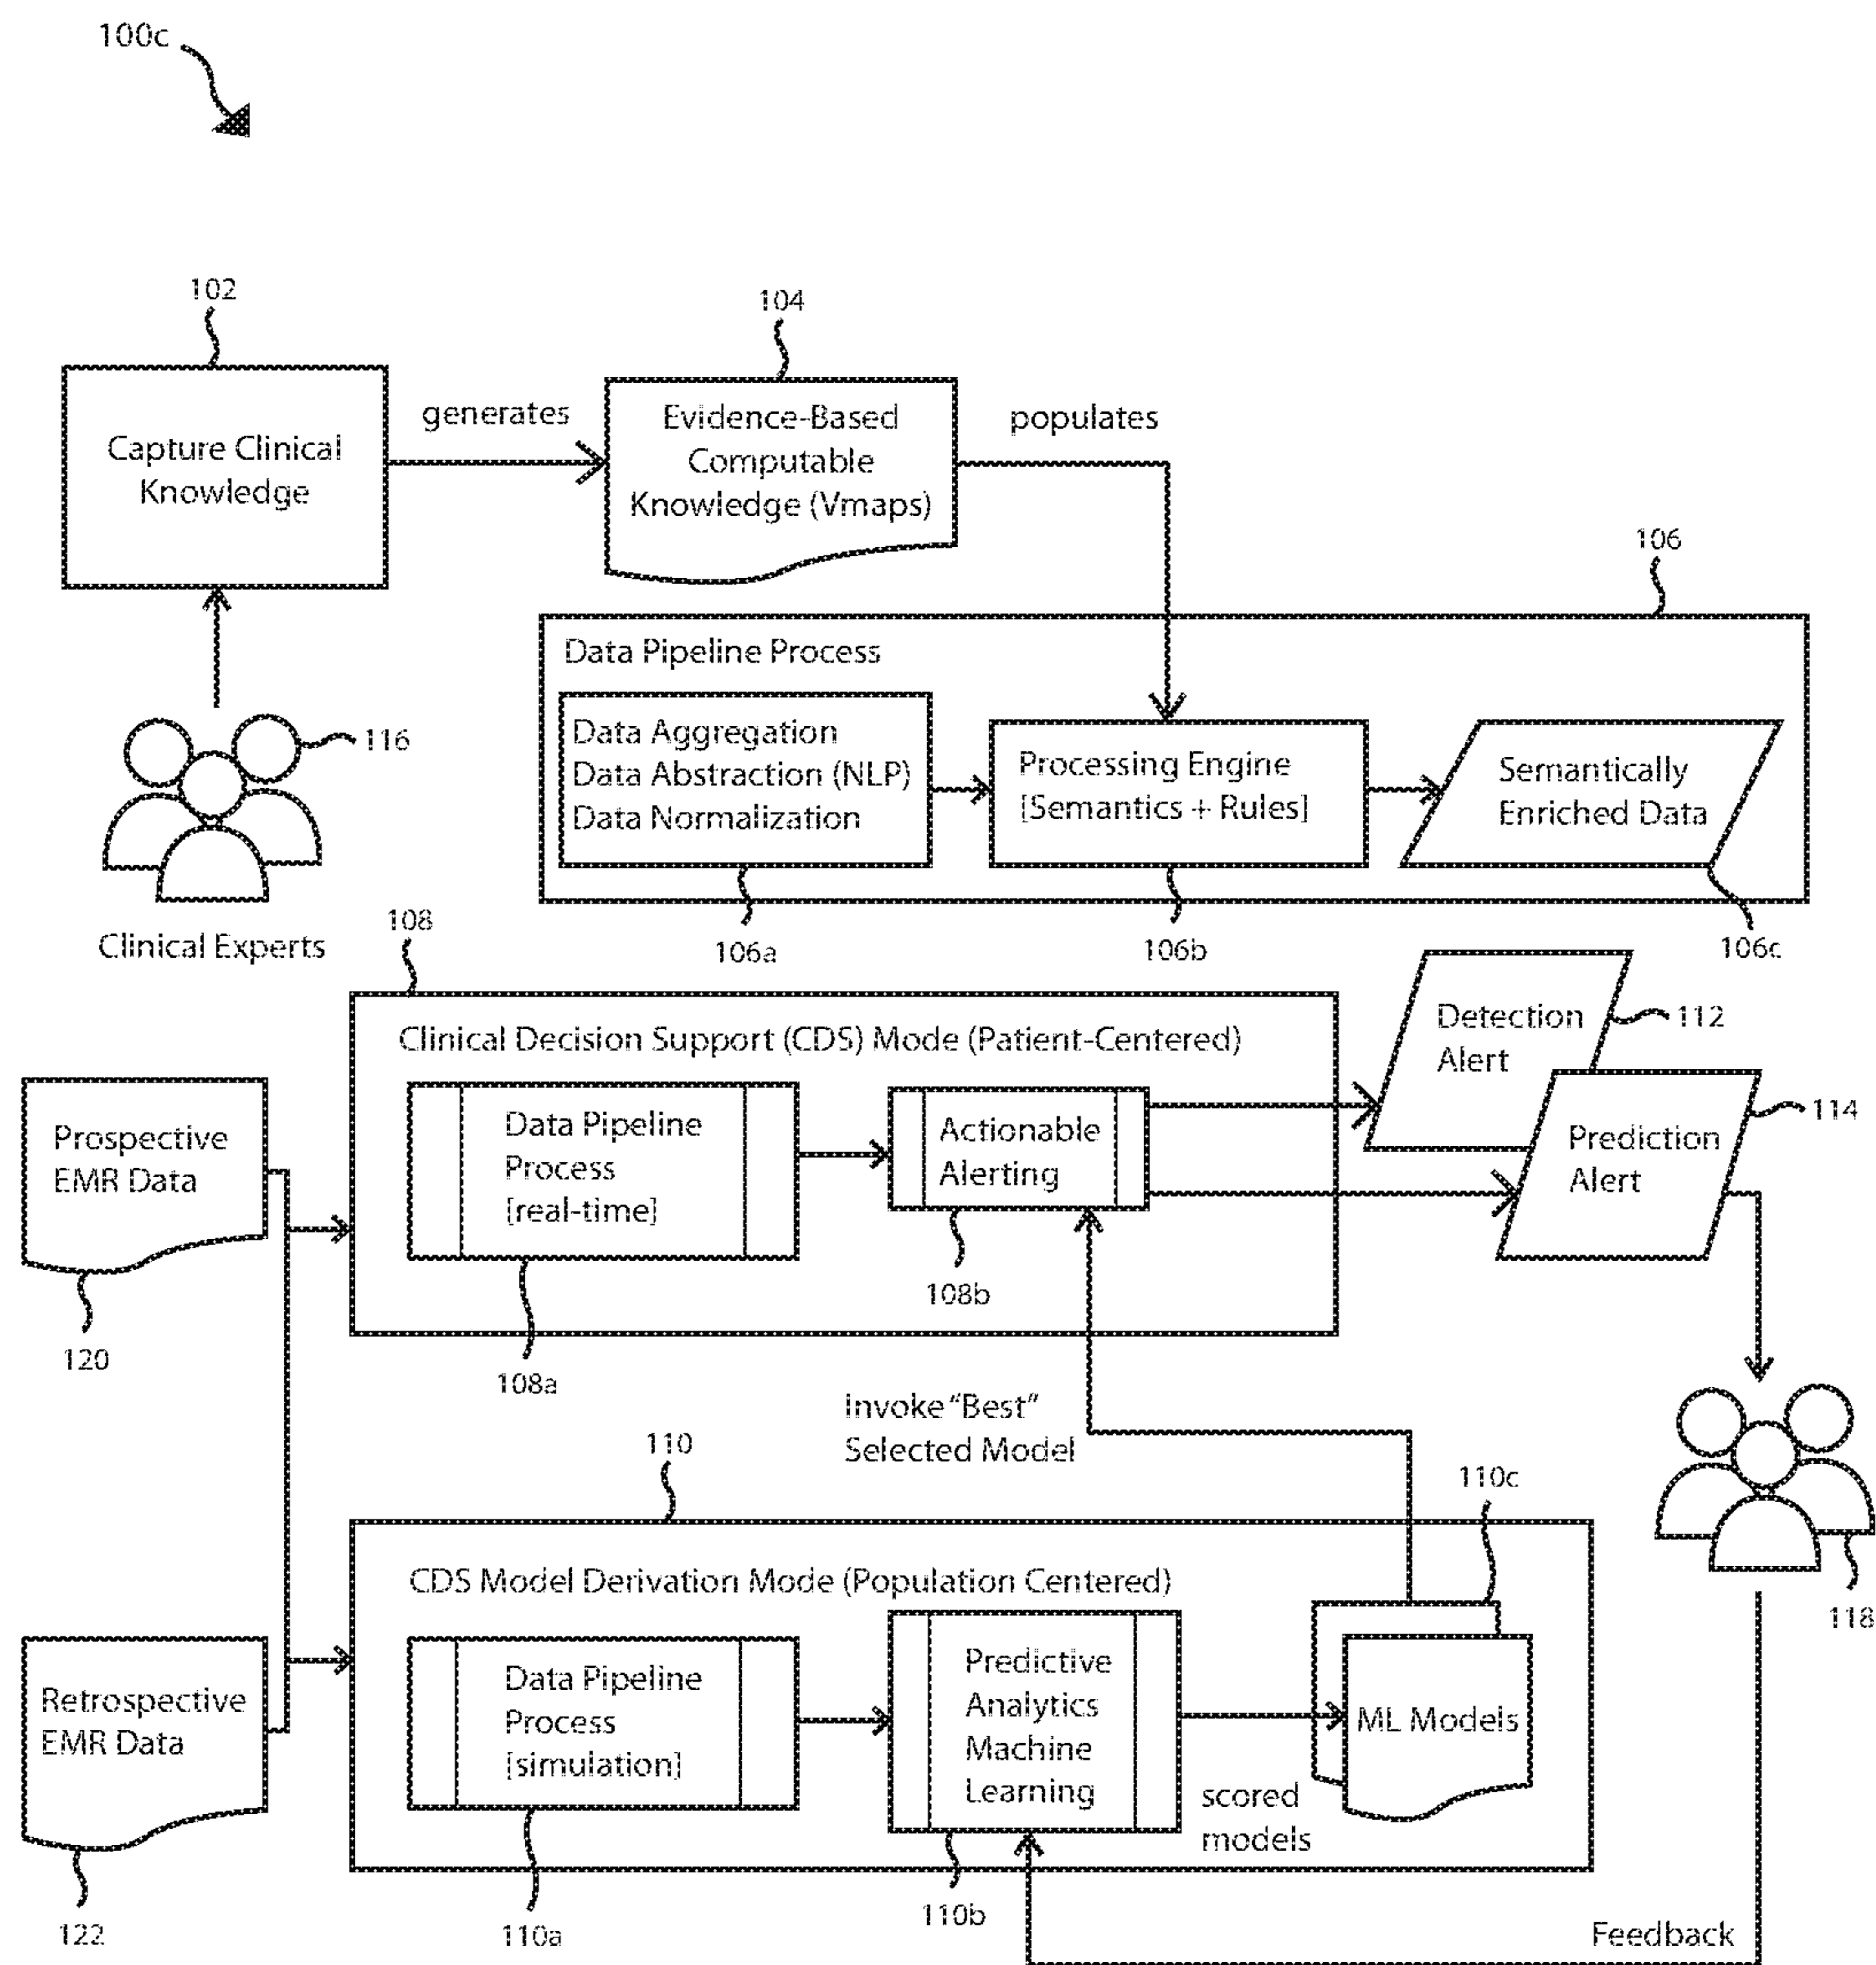 100c
102
104
Capture Clinical
Knowledge
generates
Evidence-Based
Computable
Knowledge (Vmaps)
populates
106
116
Clinical Experts
Data Pipeline Process
Data Aggregation
Data Abstraction (NLP)
Data Normalization
Processing Engine
[Semantics + Rules]
Semantically
Enriched Data
106a
106b
106c
108
Clinical Decision Support (CDS) Mode (Patient-Centered)
Prospective
EMR Data
120
Data Pipeline
Process
[real-time]
108a
Actionable
Alerting
108b
Detection
Alert
112
Prediction
Alert
114
Invoke "Best"
Selected Model
118
110
110c
CDS Model Derivation Mode (Population Centered)
Retrospective
EMR Data
122
Data Pipeline
Process
[simulation]
110a
Predictive
Analytics
Machine
Learning
110b
scored
models
ML Models
Feedback